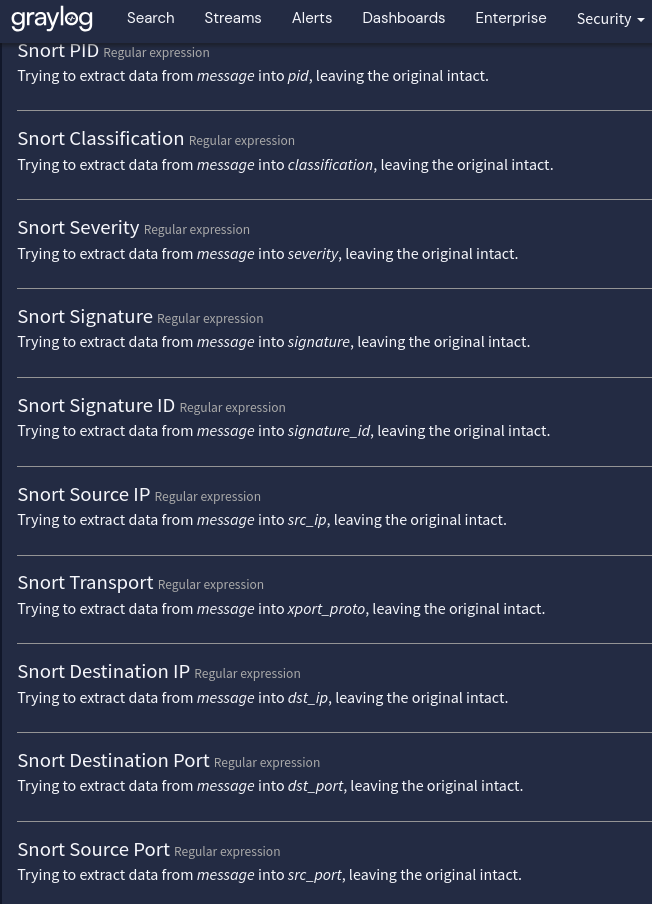 graylog Search Streams Alerts Dashboards Enterprise Security
Snort PID Regular expression
Trying to extract data from message into pid, leaving the original intact.
Snort Classification Regular expression
Trying to extract data from message into classification, leaving the original intact.
Snort Severity Regular expression
Trying to extract data from message into severity, leaving the original intact.
Snort Signature Regular expression
Trying to extract data from message into signature, leaving the original intact.
Snort Signature ID Regular expression
Trying to extract data from message into signature_id, leaving the original intact.
Snort Source IP Regular expression
Trying to extract data from message into src_ip, leaving the original intact.
Snort Transport Regular expression
Trying to extract data from message into xport_proto, leaving the original intact.
Snort Destination IP Regular expression
Trying to extract data from message into dst_ip, leaving the original intact.
Snort Destination Port Regular expression
Trying to extract data from message into dst_port, leaving the original intact.
Snort Source Port Regular expression
Trying to extract data from message into src_port, leaving the original intact.